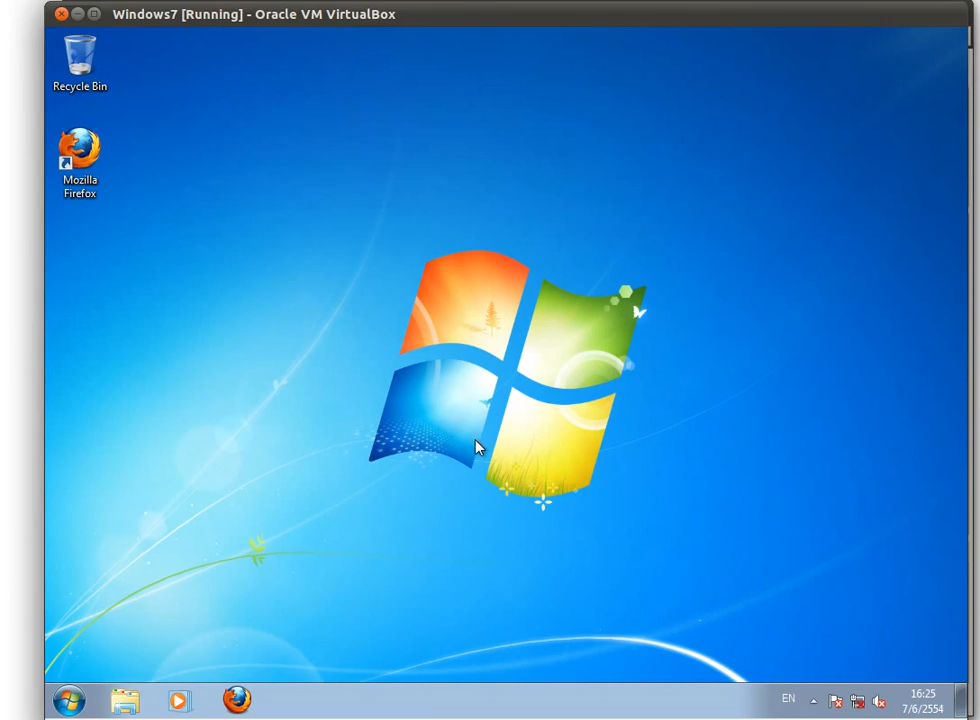 Windows7 [Running] - Oracle VM VirtualBox
Recycle Bin
Mozilla
Firefox
EN
16:25
7/6/2554